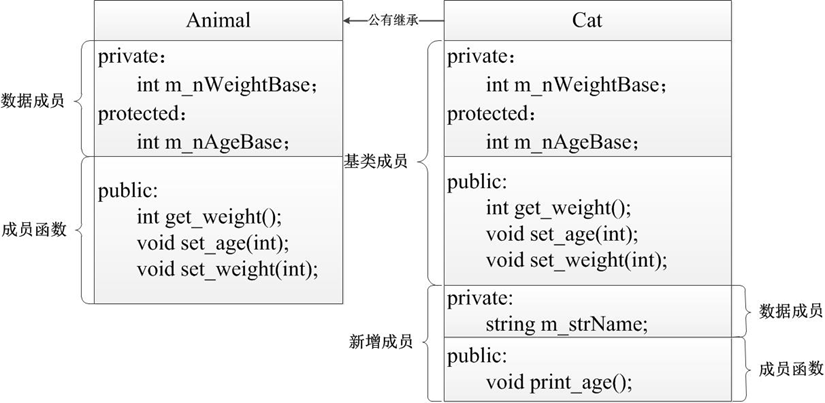 Animal
公有继承
Cat
数据成员
private：
int m_nWeightBase；
protected：
int m_nAgeBase；
成员函数
public:
int get_weight();
void set_age(int);
void set_weight(int);
基类成员
private：
int m_nWeightBase；
protected：
int m_nAgeBase；
public:
int get_weight();
void set_age(int);
void set_weight(int);
新增成员
private:
string m_strName;
数据成员
public:
void print_age();
成员函数